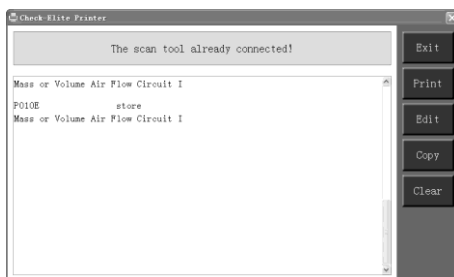 Check-Elite Printer
The scan tool already connected!
Mass or Volume Air Flow Circuit I
P010E store
Mass or Volume Air Flow Circuit I
Exit
Print
Edit
Copy
Clear